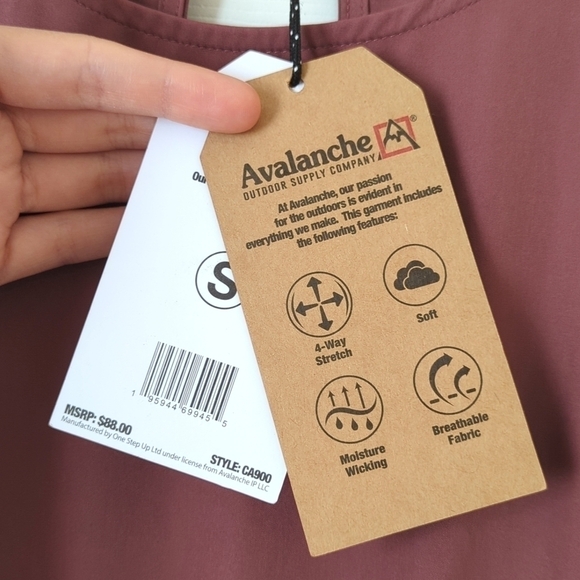 Avalanche®
OUTDOOR SUPPLY COMPANY
At Avalanche, our passion
for the outdoors is evident in
everything we make. This garment includes
the following features:
4-Way
Stretch
Soft
Moisture
Wicking
Breathable
Fabric
Our
S
1 95944 69945 5
MSRP: $88.00
Manufactured by One Step Up Ltd under license from Avalanche IP LLC
STYLE: CA900